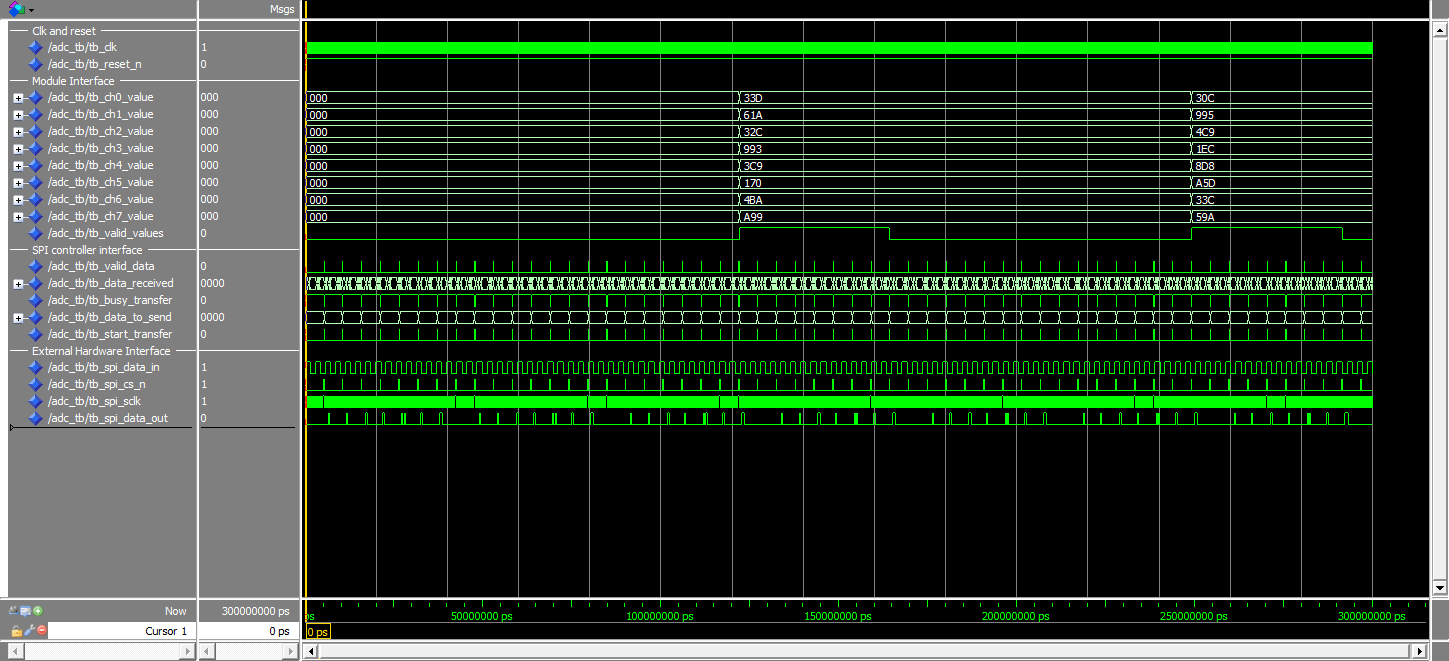 Msgs
Clk and reset
/adc_tb/tb_clk 1
/adc_tb/tb_reset_n 0
Module Interface
/adc_tb/tb_ch0_value 000 000 33D 30C
/adc_tb/tb_ch1_value 000 000 61A 995
/adc_tb/tb_ch2_value 000 000 32C 4C9
/adc_tb/tb_ch3_value 000 000 993 1EC
/adc_tb/tb_ch4_value 000 000 3C9 8D8
/adc_tb/tb_ch5_value 000 000 170 A5D
/adc_tb/tb_ch6_value 000 000 4BA 33C
/adc_tb/tb_ch7_value 000 000 A99 59A
/adc_tb/tb_valid_values 0
SPI controller interface
/adc_tb/tb_valid_data 0
/adc_tb/tb_data_received 0000
/adc_tb/tb_busy_transfer 0
/adc_tb/tb_data_to_send 0000
/adc_tb/tb_start_transfer 0
External Hardware Interface
/adc_tb/tb_spi_data_in 1
/adc_tb/tb_spi_cs_n 1
/adc_tb/tb_spi_sclk 1
/adc_tb/tb_spi_data_out 0
Now 300000000 ps ps 50000000 ps 100000000 ps 150000000 ps 200000000 ps 250000000 ps 300000000 ps
Cursor 1 0 ps 0 ps